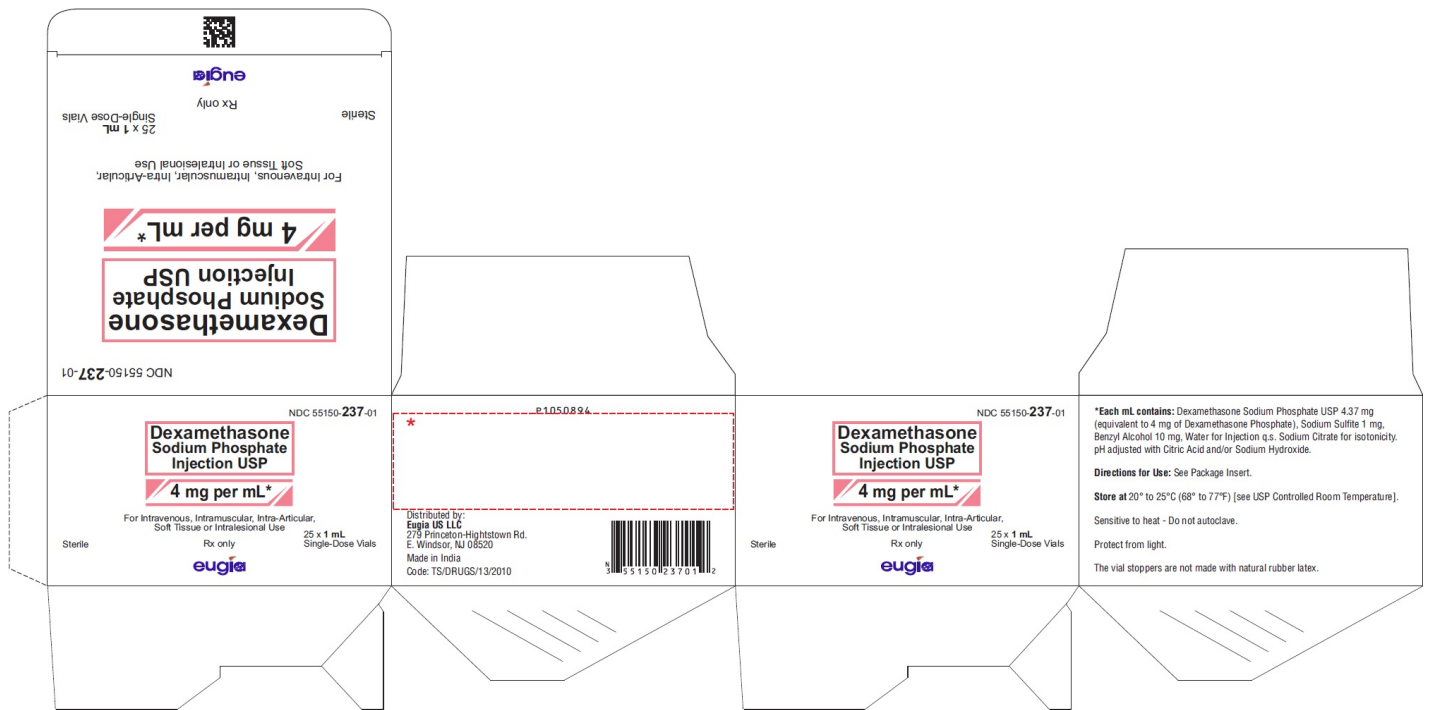 eugia
Rx only
Sterile
25 x 1 mL
Single-Dose Vials
For Intravenous, Intramuscular, Intra-Articular,
Soft Tissue or Intralesional Use
4 mg per mL*
Dexamethasone
Sodium Phosphate
Injection USP
NDC 55150-237-01
NDC 55150-237-01
Dexamethasone
Sodium Phosphate
Injection USP
4 mg per mL*
For Intravenous, Intramuscular, Intra-Articular,
Soft Tissue or Intralesional Use
25 x 1 mL
Sterile Rx only Single-Dose Vials
eugia
P1050894
*
Distributed by:
Eugia US LLC
279 Princeton-Hightstown Rd.
E. Windsor, NJ 08520
Made in India
Code: TS/DRUGS/13/2010
N
3 55150 23701 2
NDC 55150-237-01
Dexamethasone
Sodium Phosphate
Injection USP
4 mg per mL*
For Intravenous, Intramuscular, Intra-Articular,
Soft Tissue or Intralesional Use
25 x 1 mL
Sterile Rx only Single-Dose Vials
eugia
*Each mL contains: Dexamethasone Sodium Phosphate USP 4.37 mg
(equivalent to 4 mg of Dexamethasone Phosphate), Sodium Sulfite 1 mg,
Benzyl Alcohol 10 mg, Water for Injection q.s. Sodium Citrate for isotonicity.
pH adjusted with Citric Acid and/or Sodium Hydroxide.
Directions for Use: See Package Insert.
Store at 20° to 25°C (68° to 77°F) [see USP Controlled Room Temperature].
Sensitive to heat - Do not autoclave.
Protect from light.
The vial stoppers are not made with natural rubber latex.